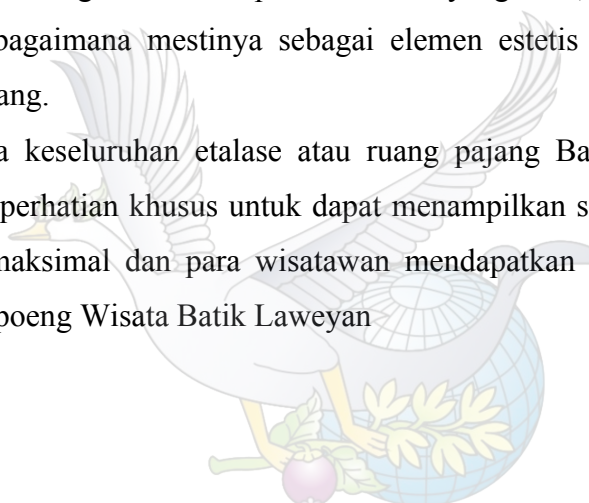 bagaimana mestinya sebagai elemen estetis
ang.
a keseluruhan etalase atau ruang pajang Ba
perhatian khusus untuk dapat menampilkan s
maksimal dan para wisatawan mendapatkan
poeng Wisata Batik Laweyan